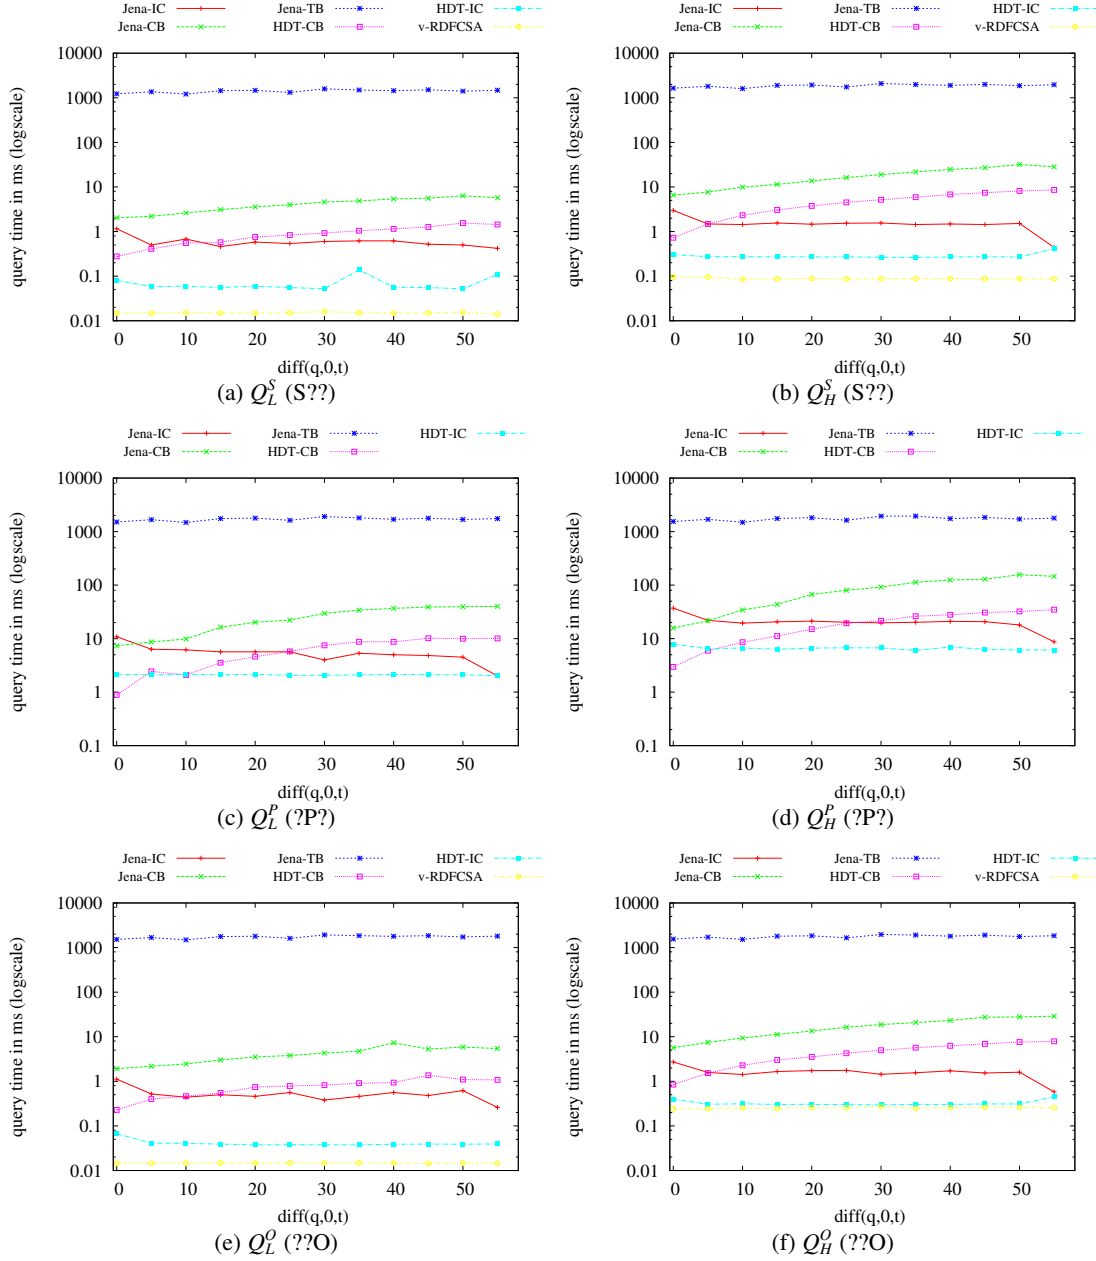 Jena-IC Jena-TB HDT-IC
Jena-CB HDT-CB v-RDFCSA
10000
1000
100
10
1
0.1
0.01
query time in ms (logscale)
0 10 20 30 40 50
diff(q,0,t)
(a) Q_L^S (S??)
Jena-IC Jena-TB HDT-IC
Jena-CB HDT-CB v-RDFCSA
10000
1000
100
10
1
0.1
0.01
query time in ms (logscale)
0 10 20 30 40 50
diff(q,0,t)
(b) Q_H^S (S??)
Jena-IC Jena-TB HDT-IC
Jena-CB HDT-CB
10000
1000
100
10
1
0.1
query time in ms (logscale)
0 10 20 30 40 50
diff(q,0,t)
(c) Q_L^P (?P?)
Jena-IC Jena-TB HDT-IC
Jena-CB HDT-CB
10000
1000
100
10
1
0.1
query time in ms (logscale)
0 10 20 30 40 50
diff(q,0,t)
(d) Q_H^P (?P?)
Jena-IC Jena-TB HDT-IC
Jena-CB HDT-CB v-RDFCSA
10000
1000
100
10
1
0.1
0.01
query time in ms (logscale)
0 10 20 30 40 50
diff(q,0,t)
(e) Q_L^O (??O)
Jena-IC Jena-TB HDT-IC
Jena-CB HDT-CB v-RDFCSA
10000
1000
100
10
1
0.1
0.01
query time in ms (logscale)
0 10 20 30 40 50
diff(q,0,t)
(f) Q_H^O (??O)